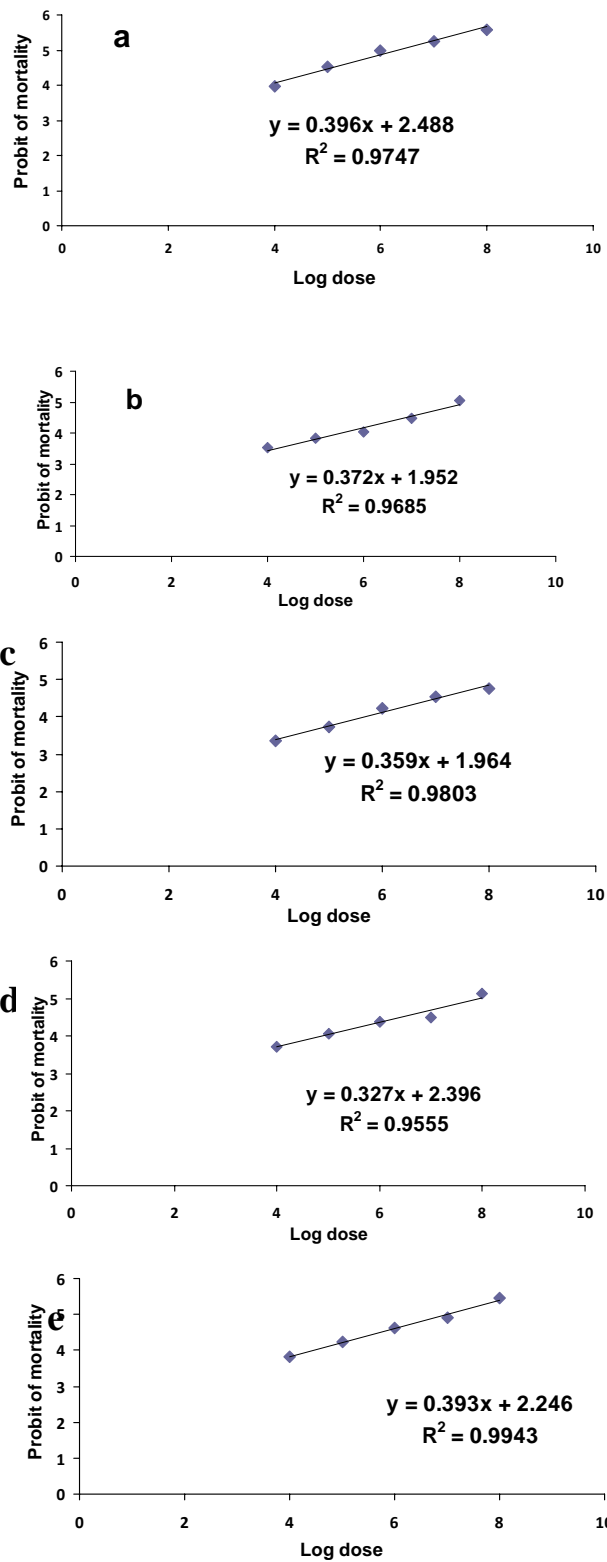 a
Probit of mortality
6
5
4
3
2
1
0
y = 0.396x + 2.488
R² = 0.9747
0 2 4 6 8 10
Log dose
b
Probit of mortality
6
5
4
3
2
1
0
y = 0.372x + 1.952
R² = 0.9685
0 2 4 6 8 10
Log dose
c
Probit of mortality
6
5
4
3
2
1
0
y = 0.359x + 1.964
R² = 0.9803
0 2 4 6 8 10
Log dose
d
Probit of mortality
6
5
4
3
2
1
0
y = 0.327x + 2.396
R² = 0.9555
0 2 4 6 8 10
Log dose
e
Probit of mortality
6
5
4
3
2
1
0
y = 0.393x + 2.246
R² = 0.9943
0 2 4 6 8 10
Log dose